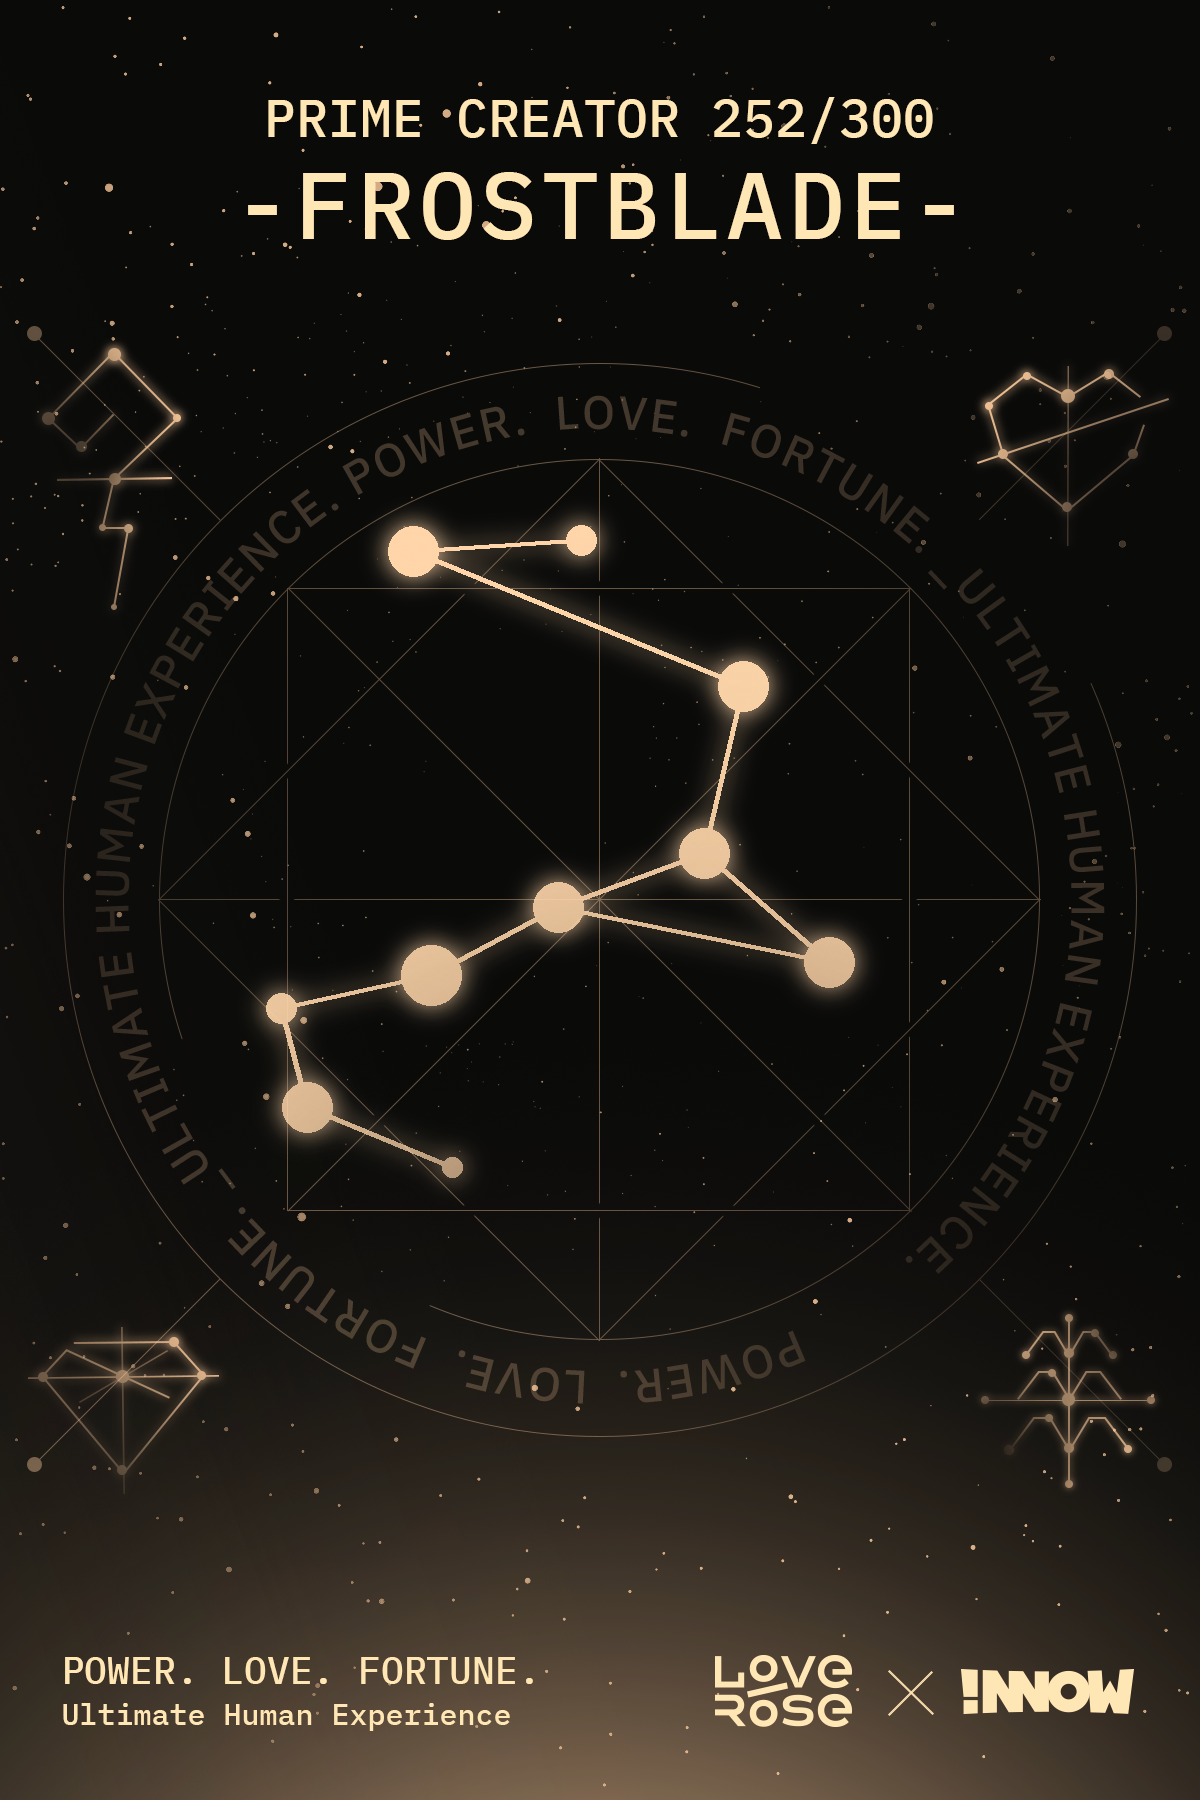 PRIME CREATOR 252/300
-FROSTBLADE-
ULTIMATE HUMAN EXPERIENCE. POWER. LOVE. FORTUNE. – ULTIMATE HUMAN EXPERIENCE.
POWER. LOVE. FORTUNE. –
POWER. LOVE. FORTUNE.
Ultimate Human Experience
LOVE
ROSE
!NNOW